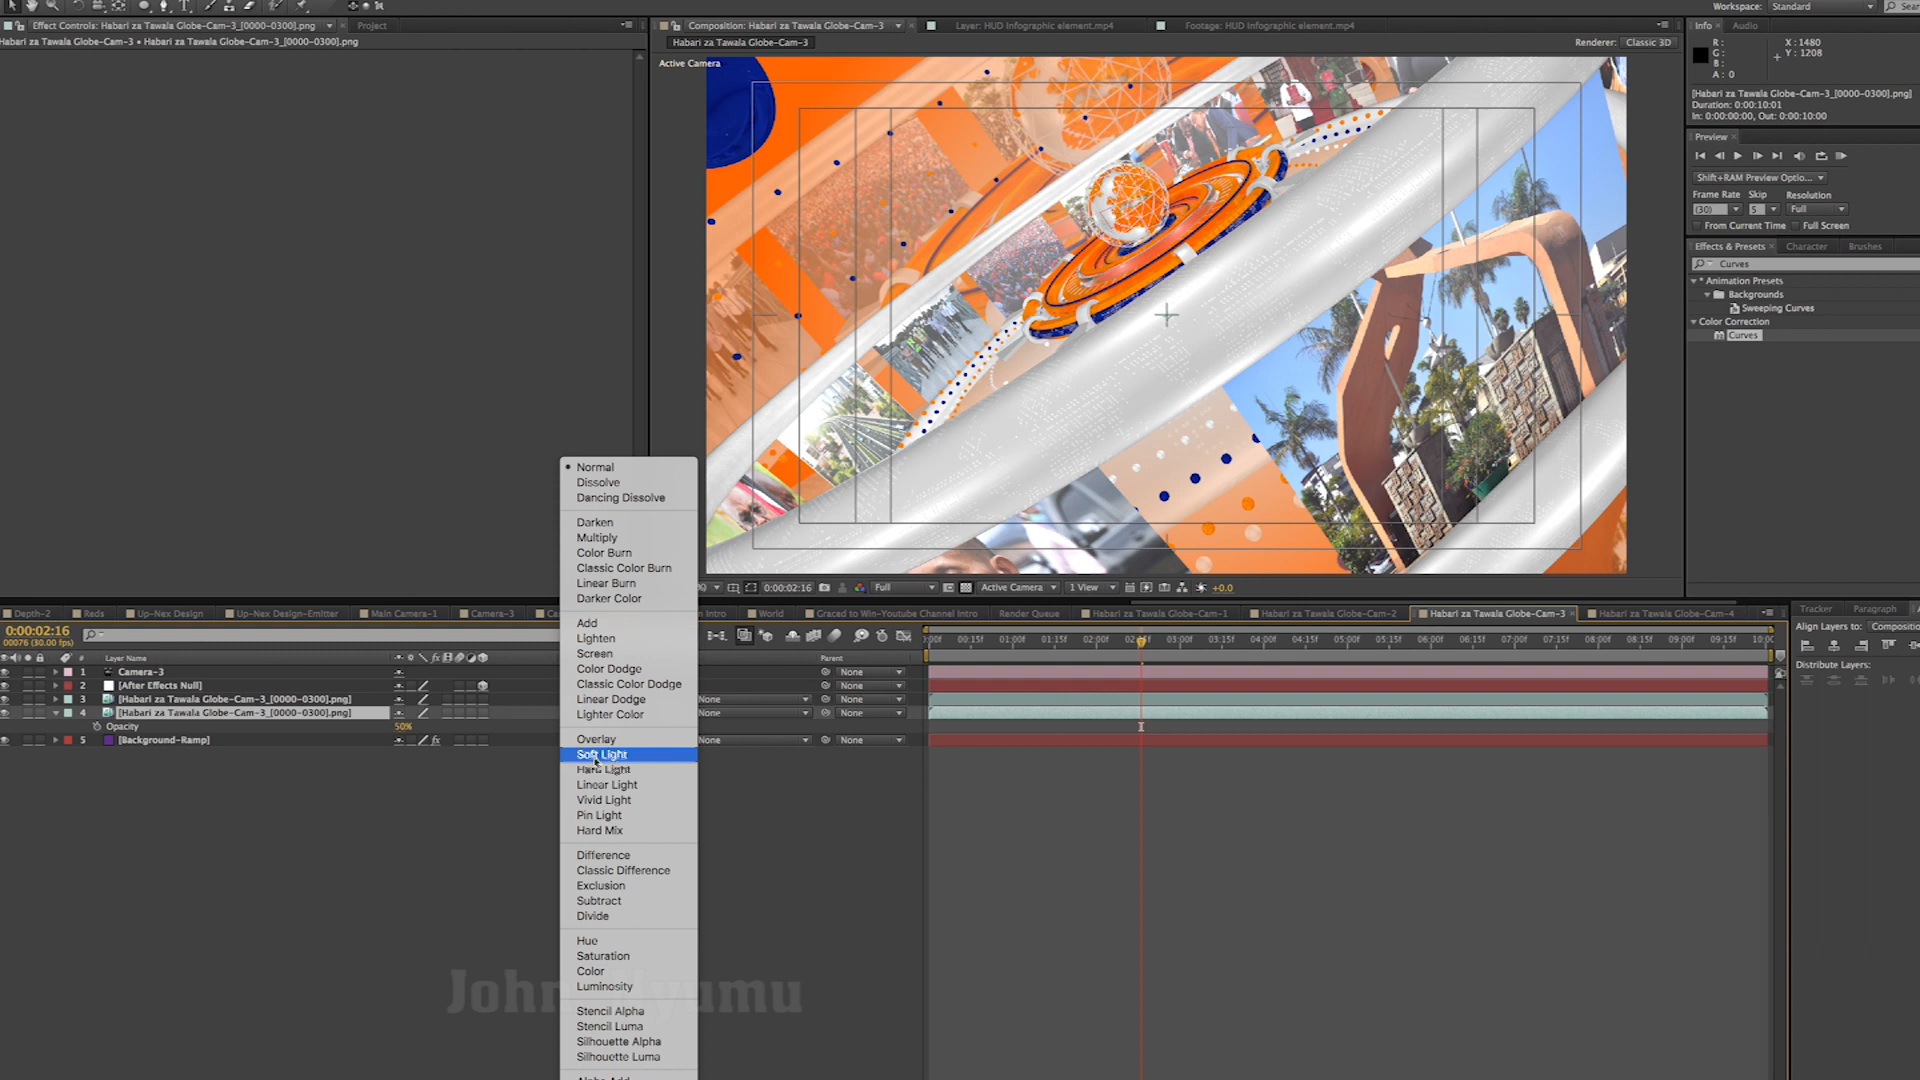 Workspace: Standard
Effect Controls: Habari za Tawala Globe-Cam-3_[0000-0300].png
Project
Habari za Tawala Globe-Cam-3 • Habari za Tawala Globe-Cam-3_[0000-0300].png
Composition: Habari za Tawala Globe-Cam-3
Layer: HUD Infographic element.mp4
Footage: HUD Infographic element.mp4
Habari za Tawala Globe-Cam-3
Renderer: Classic 3D
Active Camera
Info
Audio
R :
G :
B :
A : 0
X : 1480
Y : 1208
[Habari za Tawala Globe-Cam-3_[0000-0300].png]
Duration: 0:00:10:01
In: 0:00:00:00, Out: 0:00:10:00
Preview
Shift+RAM Preview Optio...
Frame Rate Skip Resolution
(30) 5 Full
From Current Time Full Screen
Effects & Presets
Character
Brushes
Curves
* Animation Presets
Backgrounds
Sweeping Curves
Color Correction
Curves
Normal
Dissolve
Dancing Dissolve
Darken
Multiply
Color Burn
Classic Color Burn
Linear Burn
Darker Color
Add
Lighten
Screen
Color Dodge
Classic Color Dodge
Linear Dodge
Lighter Color
Overlay
Soft Light
Hard Light
Linear Light
Vivid Light
Pin Light
Hard Mix
Difference
Classic Difference
Exclusion
Subtract
Divide
Hue
Saturation
Color
Luminosity
Stencil Alpha
Stencil Luma
Silhouette Alpha
Silhouette Luma
0:00:02:16
Full
Active Camera
1 View
+0.0
Depth-2
Reds
Up-Nex Design
Up-Nex Design-Emitter
Main Camera-1
Camera-3
Intro
World
Graced to Win-Youtube Channel Intro
Render Queue
Habari za Tawala Globe-Cam-1
Habari za Tawala Globe-Cam-2
Habari za Tawala Globe-Cam-3
Habari za Tawala Globe-Cam-4
Tracker
Paragraph
0:00:02:16
00076 (30.00 fps)
00:15f 01:00f 01:15f 02:00f 03:00f 03:15f 04:00f 04:15f 05:00f 05:15f 06:00f 06:15f 07:00f 07:15f 08:00f 08:15f 09:00f 09:15f
Align Layers to: Compositio
Distribute Layers:
# Layer Name
Parent
1 Camera-3 None
2 [After Effects Null] None
3 [Habari za Tawala Globe-Cam-3_[0000-0300].png] None None
4 [Habari za Tawala Globe-Cam-3_[0000-0300].png] None None
Opacity 50%
5 [Background-Ramp] None None